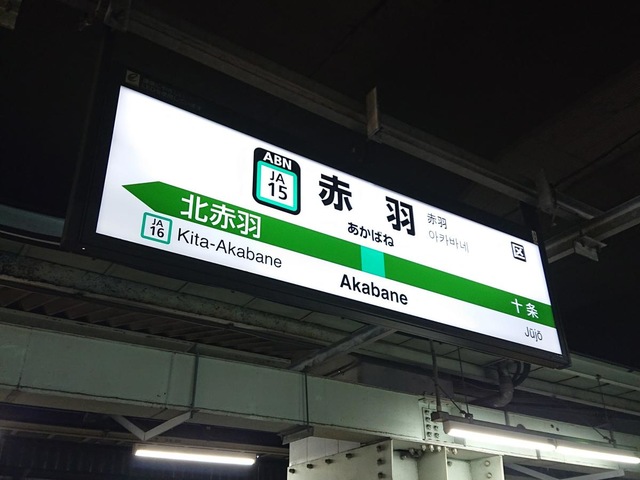 ABN
JA
15
赤羽
あかばね
赤羽
아카바네
区
北赤羽
十条
JA
16
Kita-Akabane
Akabane
Jūjō